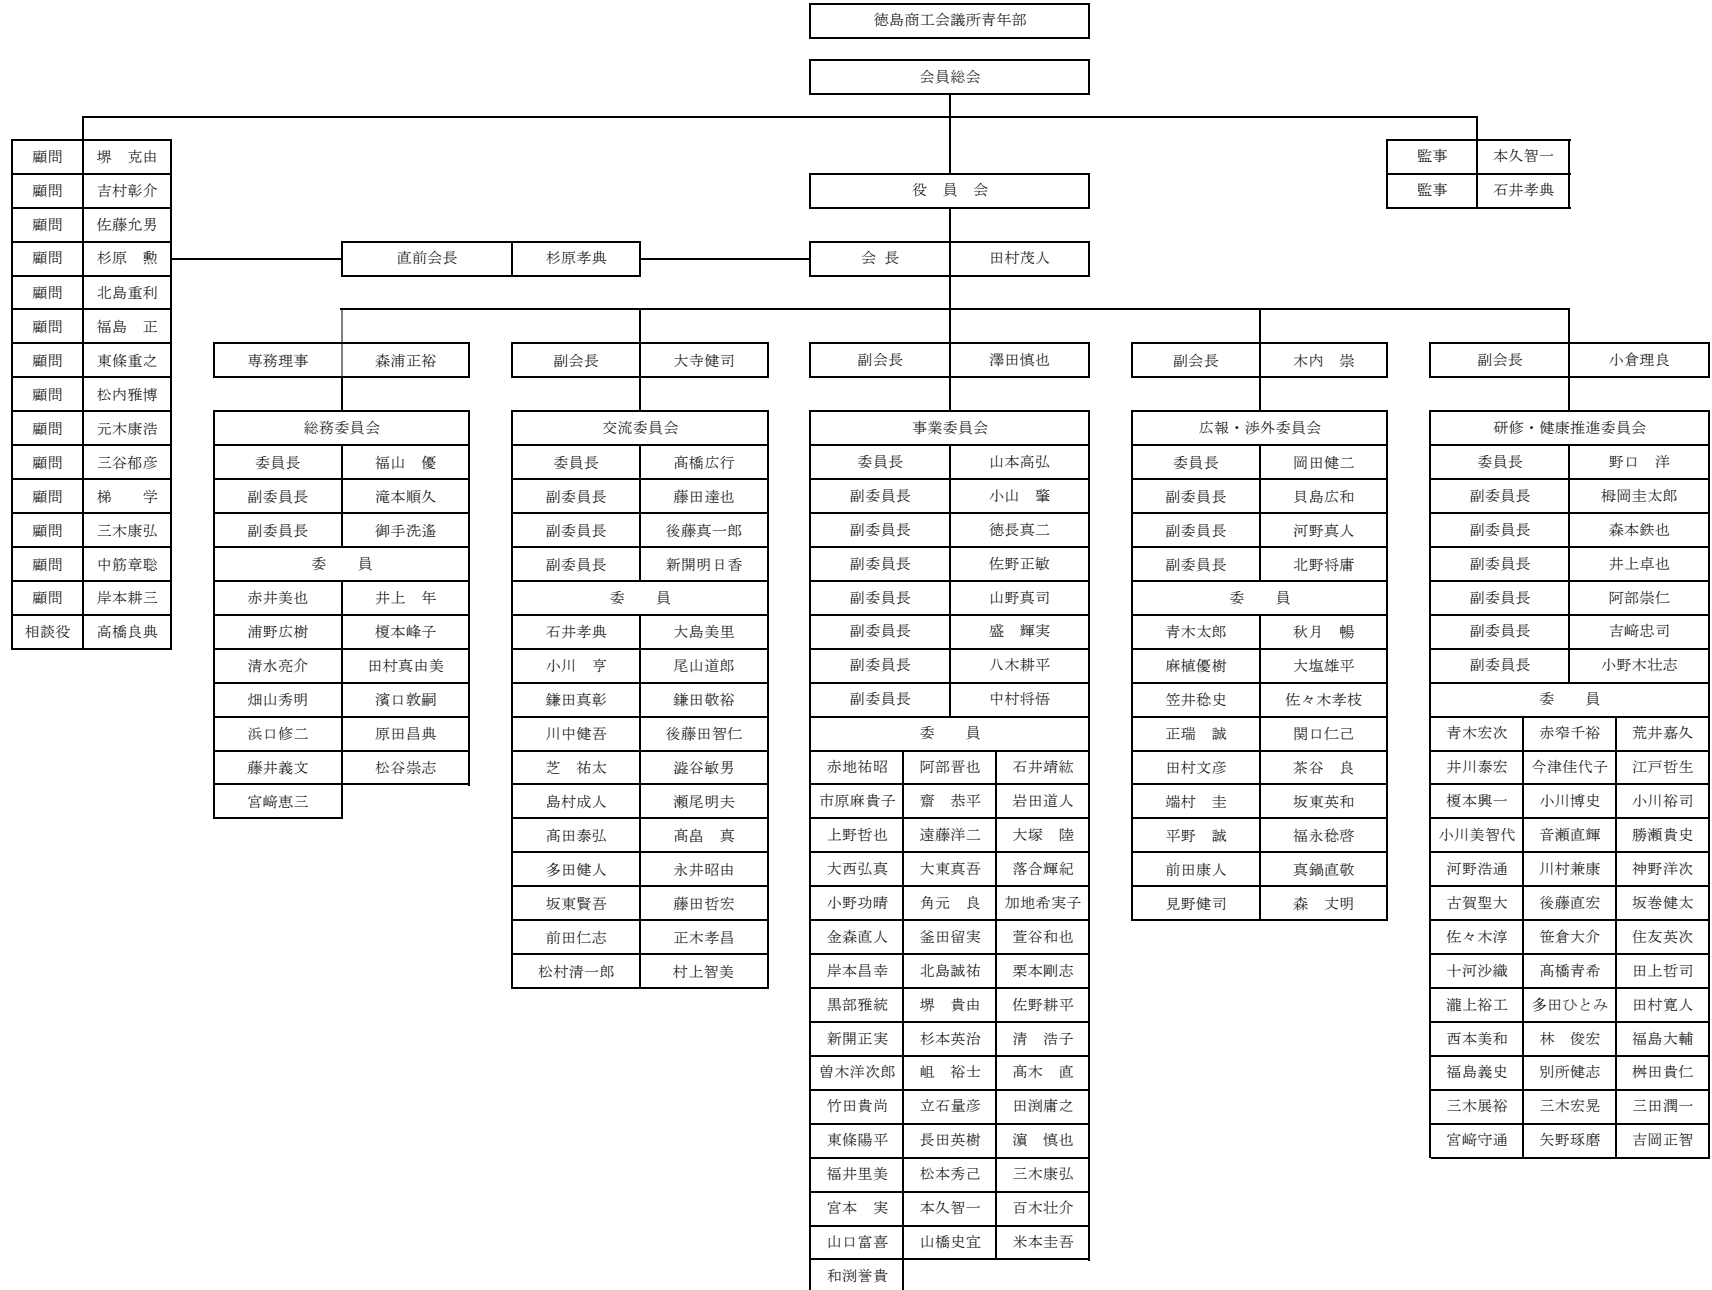 徳島商工会議所青年部
会員総会
顧問 堺　克由
顧問 吉村彰介
顧問 佐藤允男
顧問 杉原　勲
顧問 北島重利
顧問 福島　正
顧問 東條重之
顧問 松内雅博
顧問 元木康浩
顧問 三谷郁彦
顧問 梯　　学
顧問 三木康弘
顧問 中筋章聡
顧問 岸本耕三
相談役 高橋良典
監事 本久智一
監事 石井孝典
役　員　会
直前会長 杉原孝典
会 長 田村茂人
専務理事 森浦正裕
総務委員会
委員長 福山　優
副委員長 滝本順久
副委員長 御手洗遙
委　　員
赤井美也 井上　年
浦野広樹 榎本峰子
清水亮介 田村真由美
畑山秀明 濱口敦嗣
浜口修二 原田昌典
藤井義文 松谷崇志
宮﨑恵三
副会長 大寺健司
交流委員会
委員長 髙橋広行
副委員長 藤田達也
副委員長 後藤真一郎
副委員長 新開明日香
委　　員
石井孝典 大島美里
小川　亨 尾山道郎
鎌田真彰 鎌田敬裕
川中健吾 後藤田智仁
芝　祐太 澁谷敏男
島村成人 瀬尾明夫
髙田泰弘 髙畠　真
多田健人 永井昭由
坂東賢吾 藤田哲宏
前田仁志 正木孝昌
松村清一郎 村上智美
副会長 澤田慎也
事業委員会
委員長 山本高弘
副委員長 小山　肇
副委員長 徳長真二
副委員長 佐野正敏
副委員長 山野真司
副委員長 盛　輝実
副委員長 八木耕平
副委員長 中村将悟
委　　員
赤地祐昭 阿部晋也 石井靖紘
市原麻貴子 齋　恭平 岩田道人
上野哲也 遠藤洋二 大塚　陸
大西弘真 大東真吾 落合輝紀
小野功晴 角元　良 加地希実子
金森直人 釜田留実 萱谷和也
岸本昌幸 北島誠祐 栗本剛志
黒部雅統 堺　貴由 佐野耕平
新開正実 杉本英治 清　浩子
曽木洋次郎 岨　裕士 髙木　直
竹田貴尚 立石量彦 田渕庸之
東條陽平 長田英樹 濵　慎也
福井里美 松本秀己 三木康弘
宮本　実 本久智一 百木壮介
山口富喜 山橋史宜 米本圭吾
和渕誉貴
副会長 木内　崇
広報・渉外委員会
委員長 岡田健二
副委員長 貝島広和
副委員長 河野真人
副委員長 北野将庸
委　　員
青木太郎 秋月　暢
麻植優樹 大塩雄平
笠井稔史 佐々木孝枝
正瑞　誠 関口仁己
田村文彦 茶谷　良
端村　圭 坂東英和
平野　誠 福永稔啓
前田康人 真鍋直敬
見野健司 森　丈明
副会長 小倉理良
研修・健康推進委員会
委員長 野口　洋
副委員長 栂岡圭太郎
副委員長 森本鉄也
副委員長 井上卓也
副委員長 阿部崇仁
副委員長 吉﨑忠司
副委員長 小野木壮志
委　　員
青木宏次 赤窄千裕 荒井嘉久
井川泰宏 今津佳代子 江戸哲生
榎本興一 小川博史 小川裕司
小川美智代 音瀬直輝 勝瀬貴史
河野浩通 川村兼康 神野洋次
古賀聖大 後藤直宏 坂巻健太
佐々木淳 笹倉大介 住友英次
十河沙織 髙橋青希 田上哲司
瀧上裕工 多田ひとみ 田村寛人
西本美和 林　俊宏 福島大輔
福島義史 別所健志 桝田貴仁
三木展裕 三木宏晃 三田潤一
宮﨑守通 矢野琢磨 吉岡正智